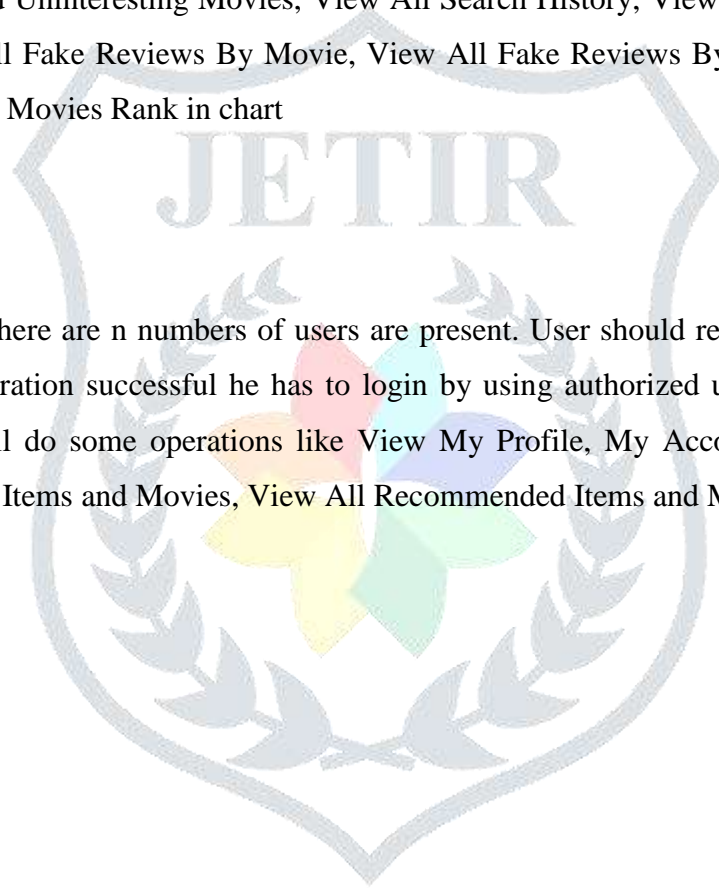 d Uninteresting Movies, View All Search History, View
ll Fake Reviews By Movie, View All Fake Reviews By
Movies Rank in chart
JETIR
here are n numbers of users are present. User should re
ration successful he has to login by using authorized u
ll do some operations like View My Profile, My Acco
Items and Movies, View All Recommended Items and M